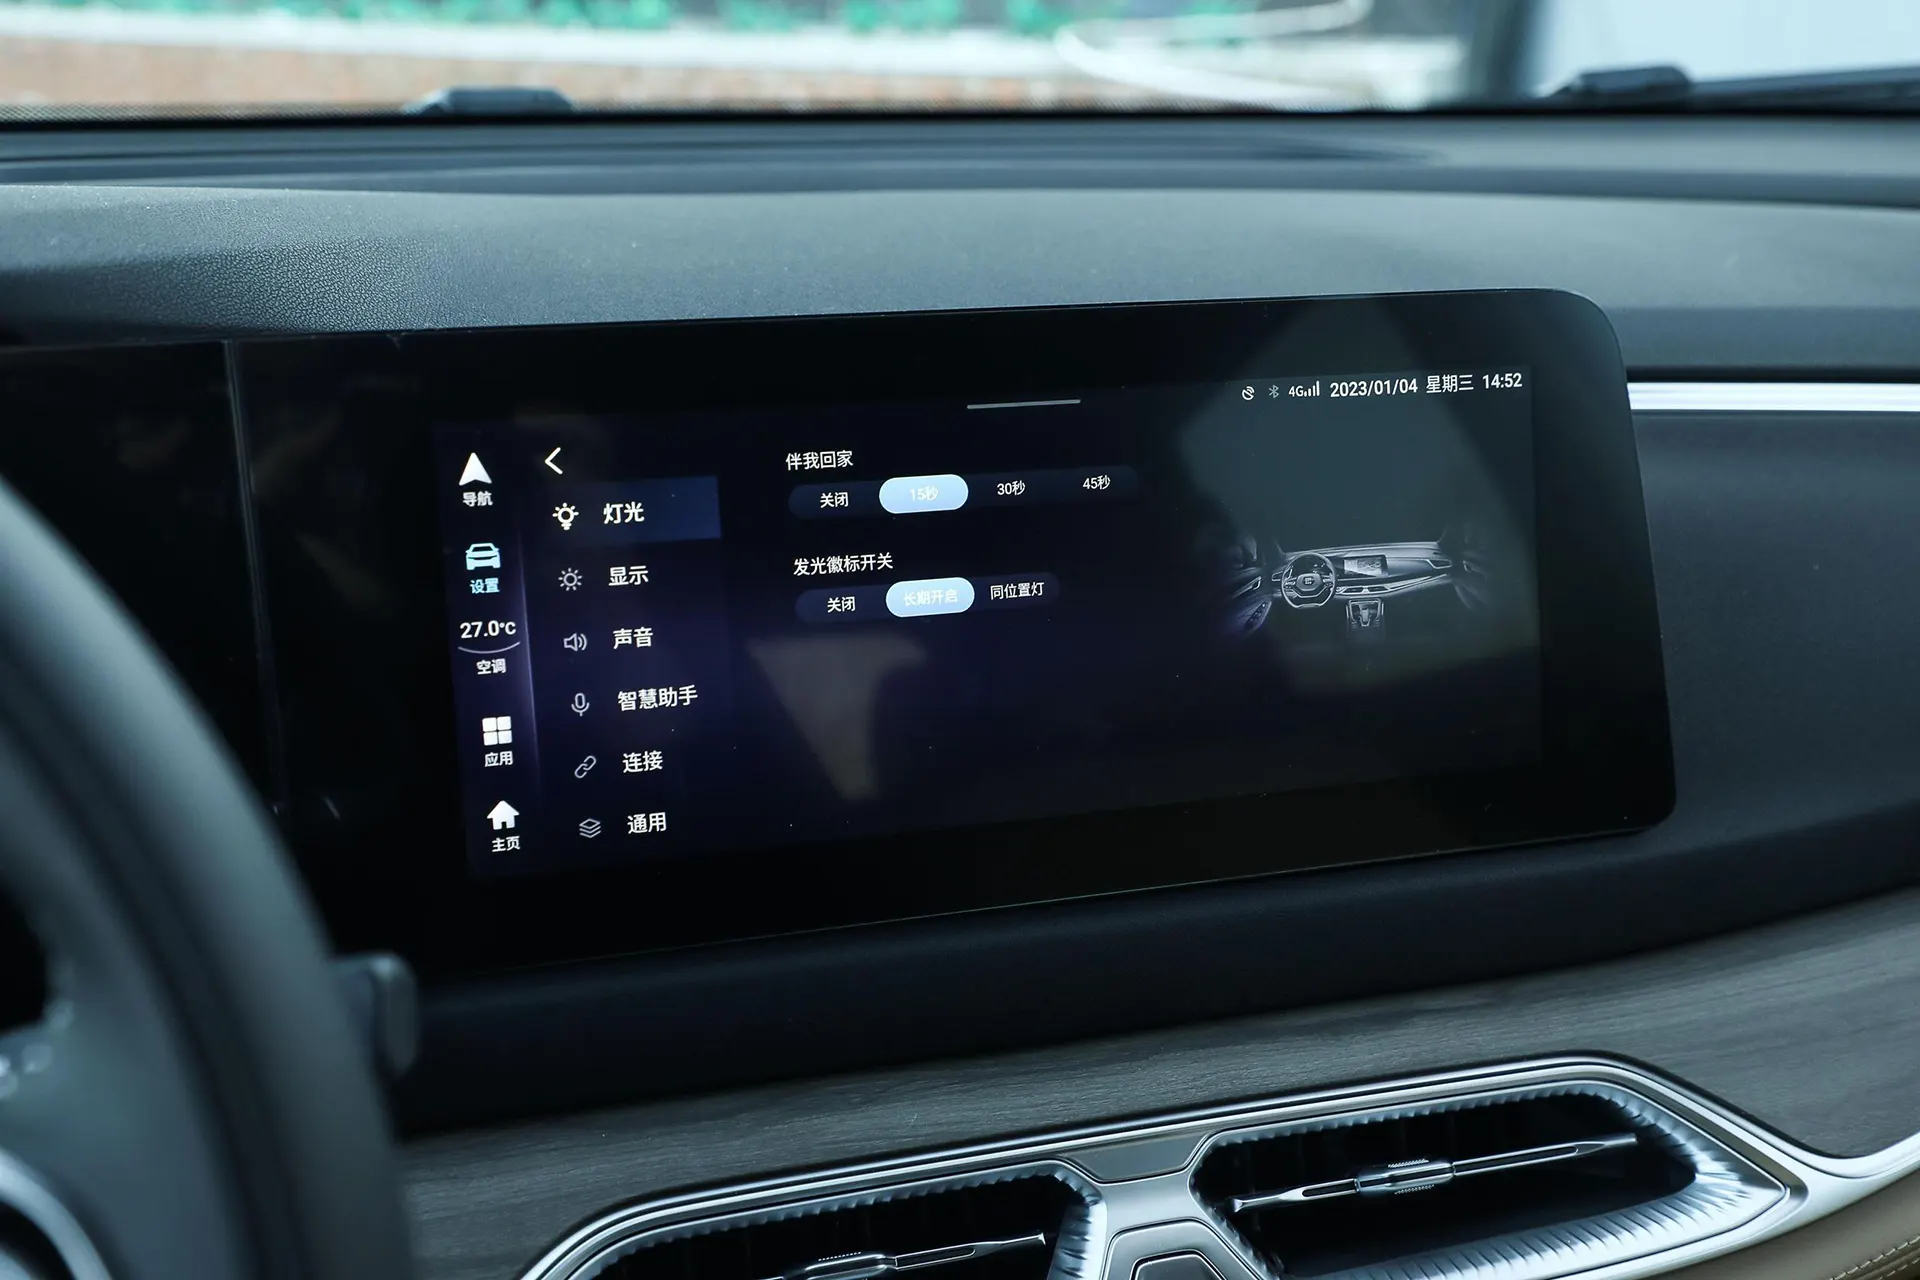 4G 2023/01/04 星期三 14:52
导航
设置
27.0°C
空调
应用
主页
灯光
显示
声音
智慧助手
连接
通用
伴我回家
关闭 15秒 30秒 45秒
发光徽标开关
关闭 长期开启 同位置灯